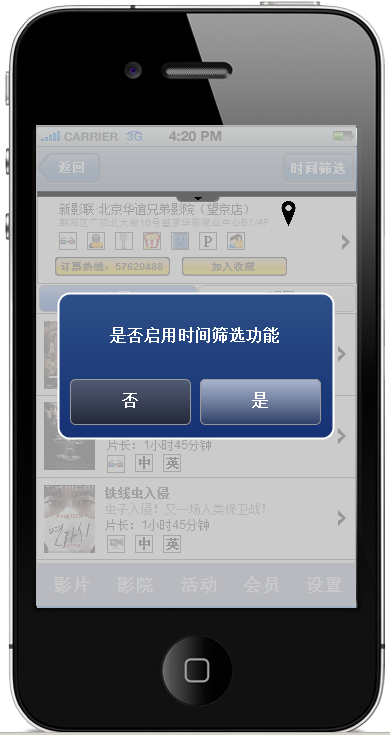 CARRIER 3G 4:20 PM
返回 时间筛选
新影联-北京华谊兄弟影院（望京店）
P
订票热线：57620488 加入收藏
是否启用时间筛选功能
否 是
片长：1小时45分钟
中 英
铁线虫入侵
虫子入侵！又一场人类保卫战！
片长：1小时45分钟
中 英
影片 影院 活动 会员 设置